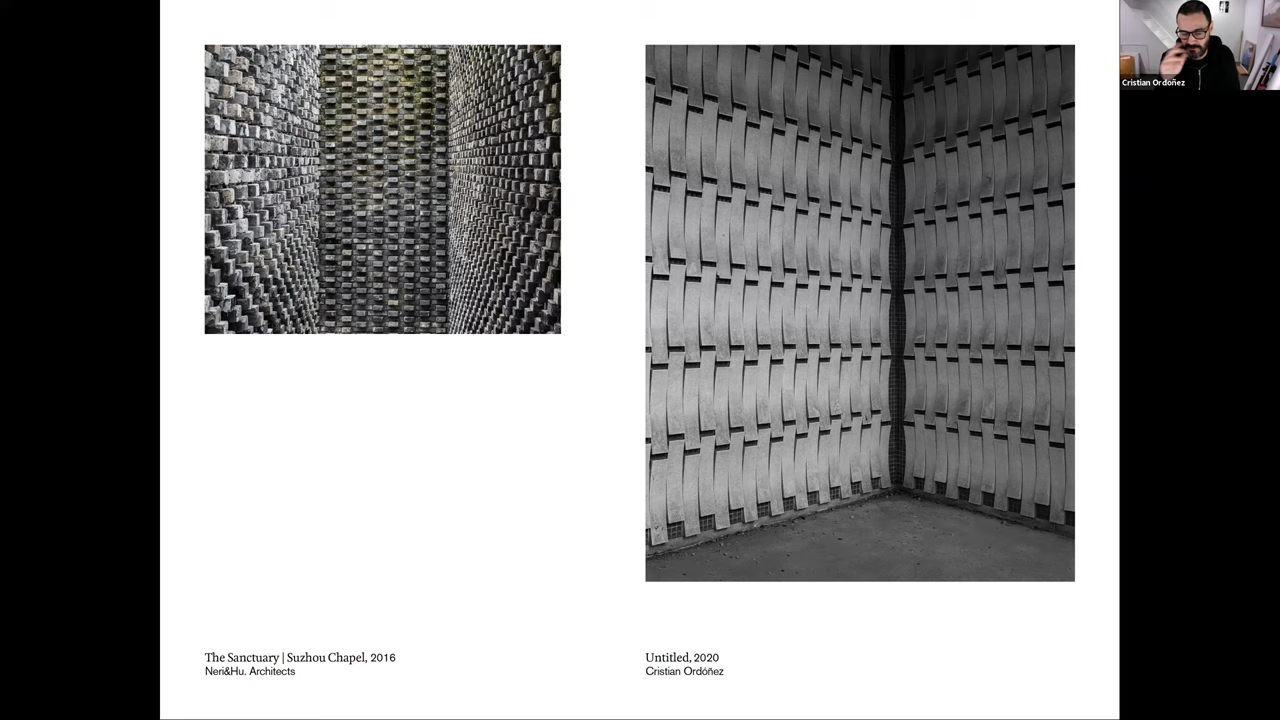 Cristian Ordoñez
The Sanctuary | Suzhou Chapel, 2016
Neri&Hu. Architects
Untitled, 2020
Cristian Ordóñez